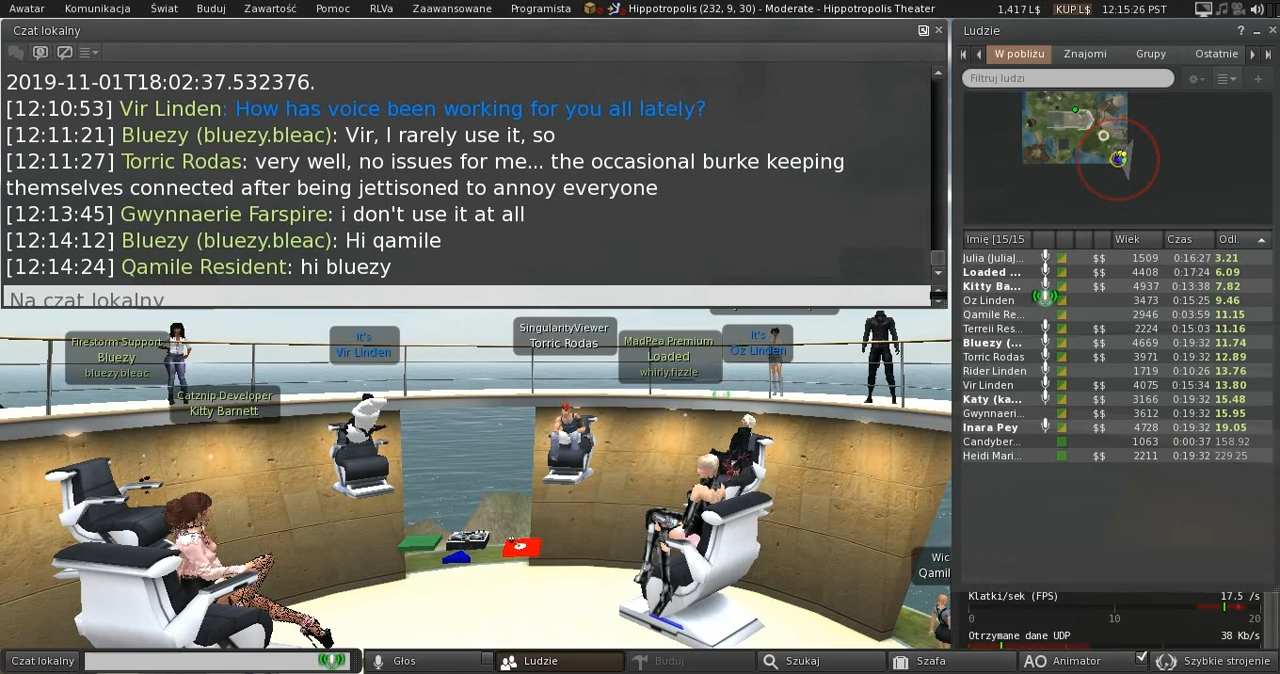 Awatar Komunikacja Świat Buduj Zawartość Pomoc RLVa Zaawansowane Programista Hippotropolis (232, 9, 30) - Moderate - Hippotropolis Theater 1,417 L$ KUP L$ 12:15:26 PST
Czat lokalny
2019-11-01T18:02:37.532376.
[12:10:53] Vir Linden: How has voice been working for you all lately?
[12:11:21] Bluezy (bluezy.bleac): Vir, I rarely use it, so
[12:11:27] Torric Rodas: very well, no issues for me... the occasional burke keeping
themselves connected after being jettisoned to annoy everyone
[12:13:45] Gwynnaerie Farspire: i don't use it at all
[12:14:12] Bluezy (bluezy.bleac): Hi qamile
[12:14:24] Qamile Resident: hi bluezy
Na czat lokalny
Firestorm Support
Bluezy
bluezy.bleac
Catznip Developer
Kitty Barnett
It's
Vir Linden
SingularityViewer
Torric Rodas
MadPea Premium
Loaded
whirly.fizzle
It's
Oz Linden
Wic
Qamil
Ludzie
W pobliżu Znajomi Grupy Ostatnie
Filtruj ludzi
Imię [15/15 Wiek Czas Odl.
Julia (JuliaJ... $$ 1509 0:16:27 3.21
Loaded ... $$ 4408 0:17:24 6.09
Kitty Ba... $$ 4937 0:13:38 7.82
Oz Linden 3473 0:15:25 9.46
Qamile Re... 2946 0:03:59 11.15
Terreii Res... $$ 2224 0:15:03 11.16
Bluezy (... $$ 4669 0:19:32 11.74
Torric Rodas $$ 3971 0:19:32 12.89
Rider Linden 1719 0:10:26 13.76
Vir Linden $$ 4075 0:15:34 13.80
Katy (ka... $$ 3166 0:19:32 15.48
Gwynnaeri... $$ 3612 0:19:32 15.95
Inara Pey $$ 4728 0:19:32 19.05
Candyber... 1063 0:00:37 158.92
Heidi Mari... $$ 2211 0:19:32 229.25
Klatki/sek (FPS) 17.5 /s
0 10 20
Otrzymane dane UDP 38 Kb/s
Czat lokalny Głos Ludzie Buduj Szukaj Szafa AO Animator Szybkie strojenie